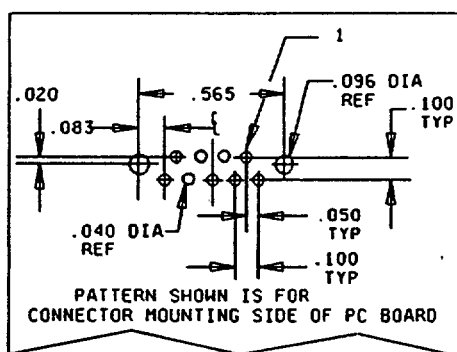 1
.020
.565
.096 DIA
REF
.083
.100
TYP
.040 DIA
REF
.050
TYP
.100
TYP
PATTERN SHOWN IS FOR
CONNECTOR MOUNTING SIDE OF PC BOARD